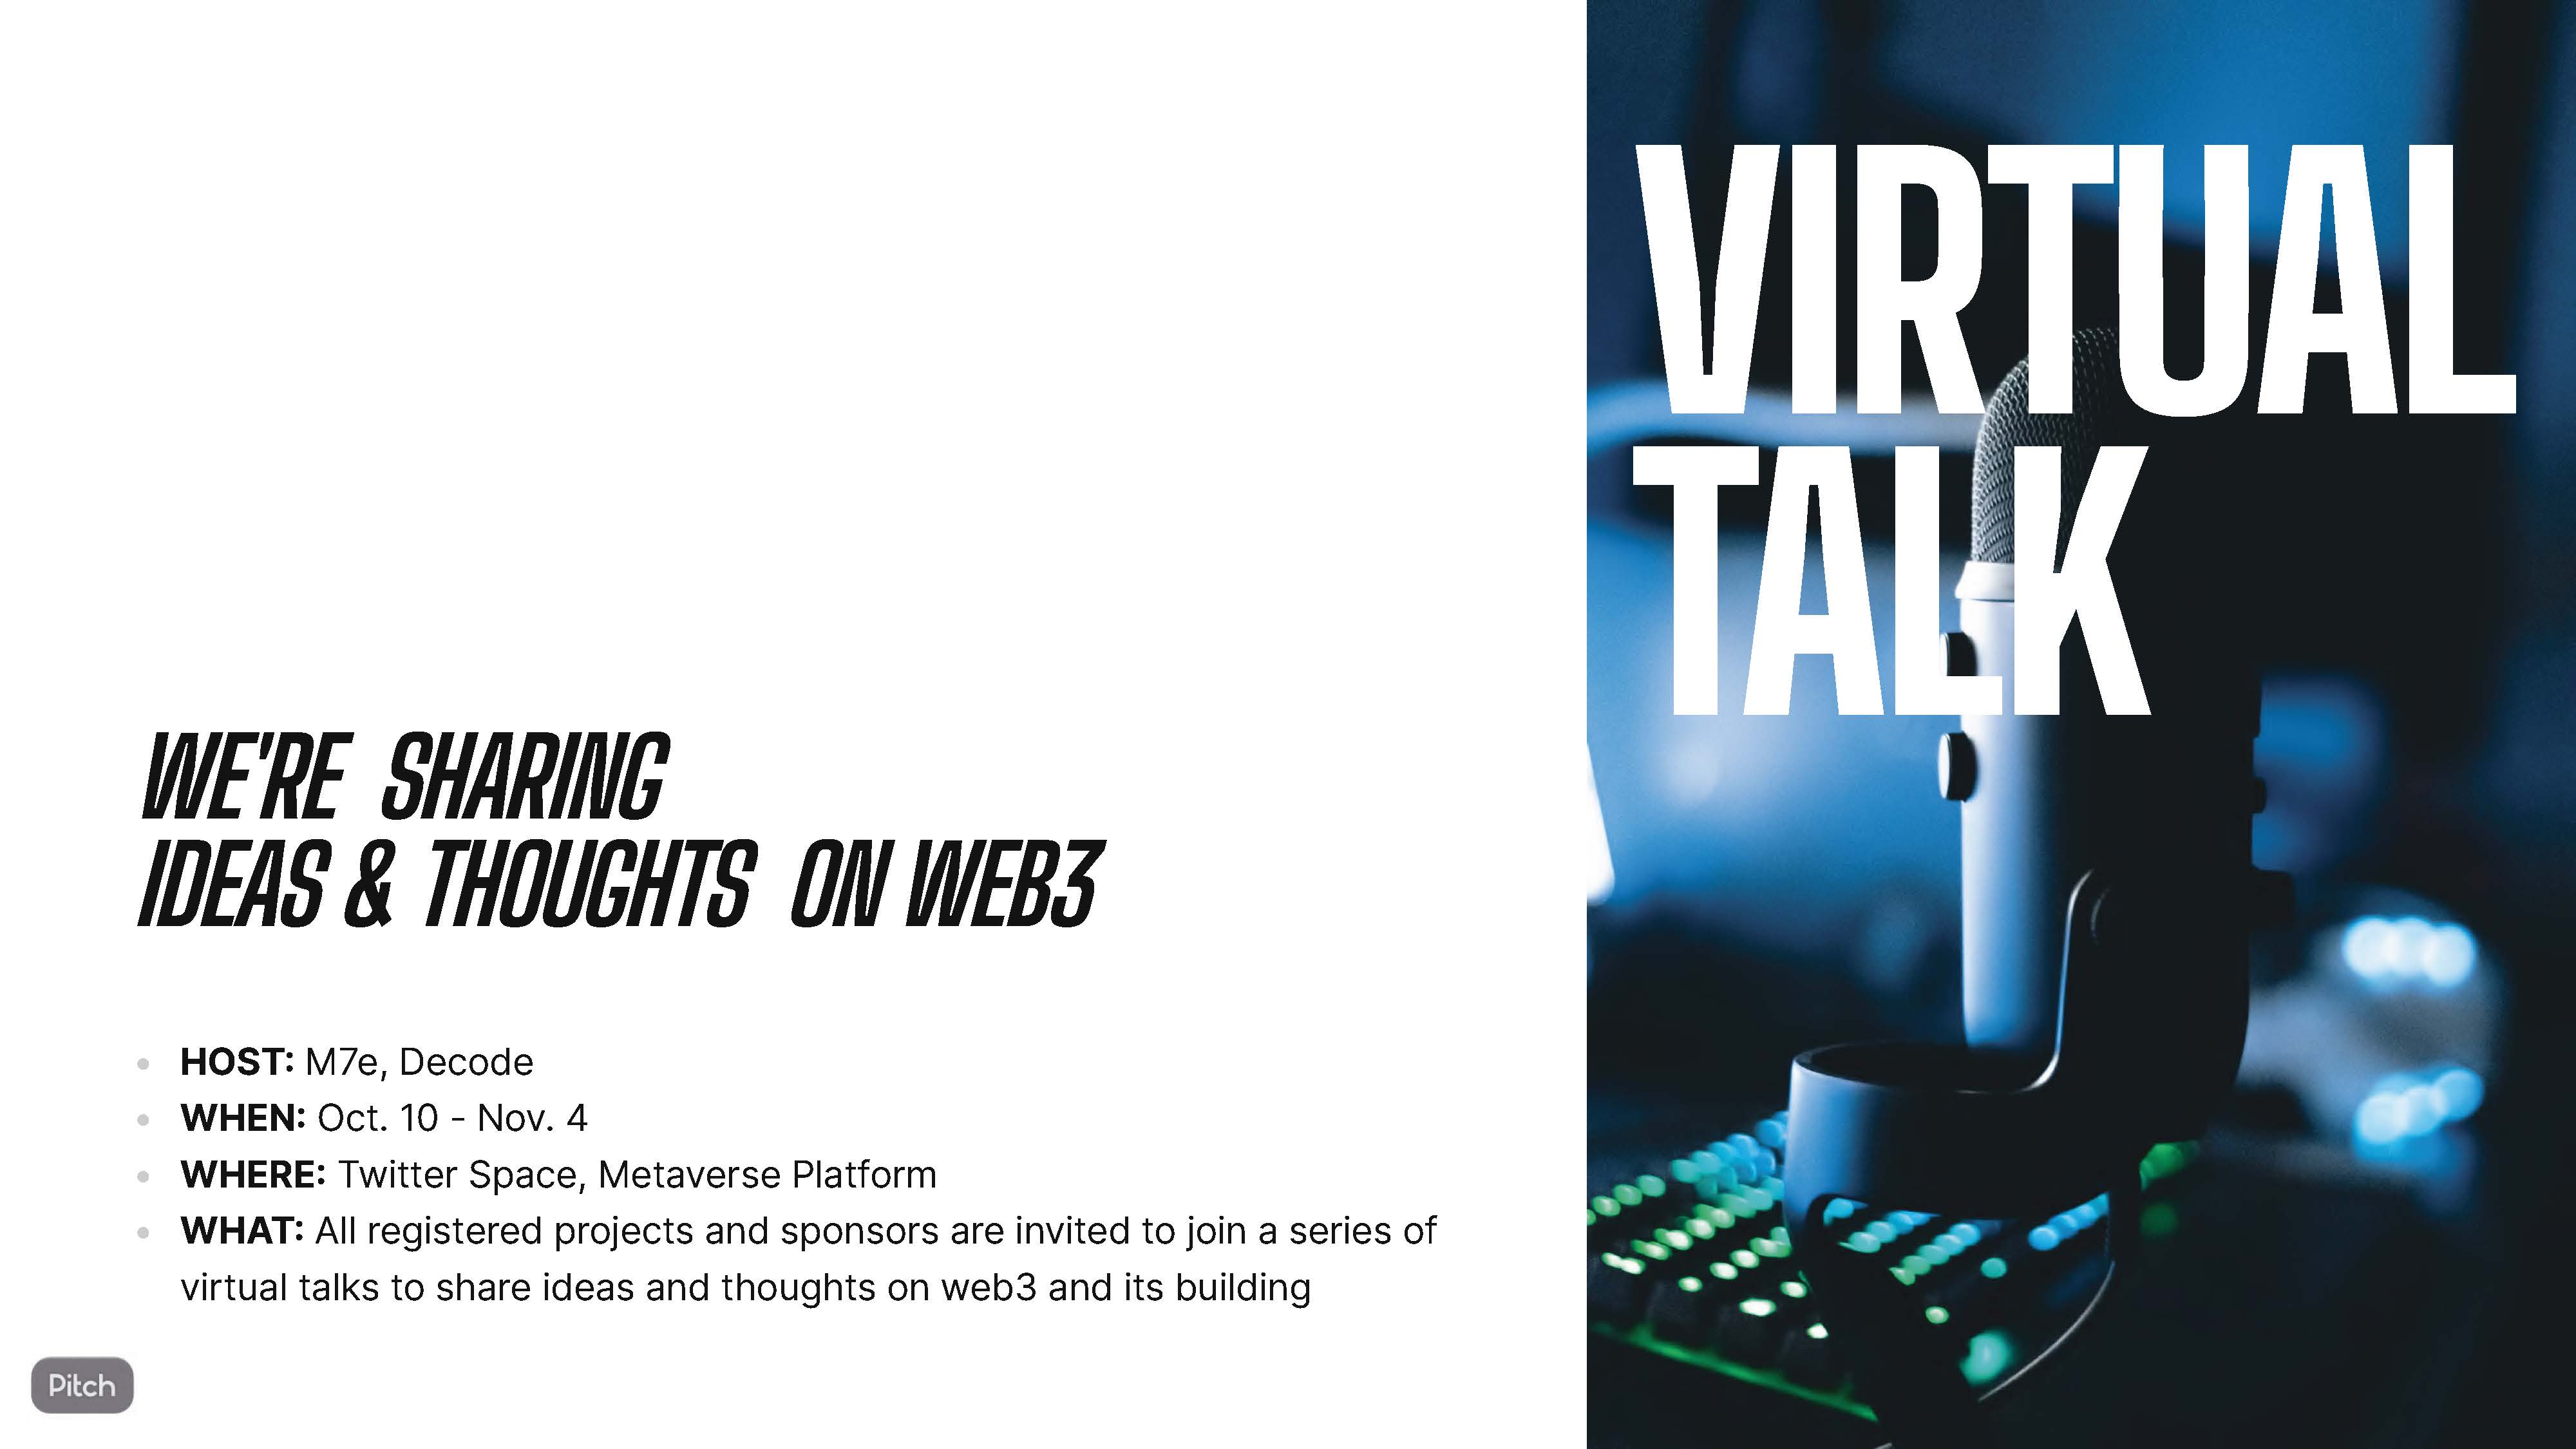 VIRTUAL
TALK
WE'RE SHARING
IDEAS & THOUGHTS ON WEB3
HOST: M7e, Decode
WHEN: Oct. 10 - Nov. 4
WHERE: Twitter Space, Metaverse Platform
WHAT: All registered projects and sponsors are invited to join a series of
virtual talks to share ideas and thoughts on web3 and its building
Pitch